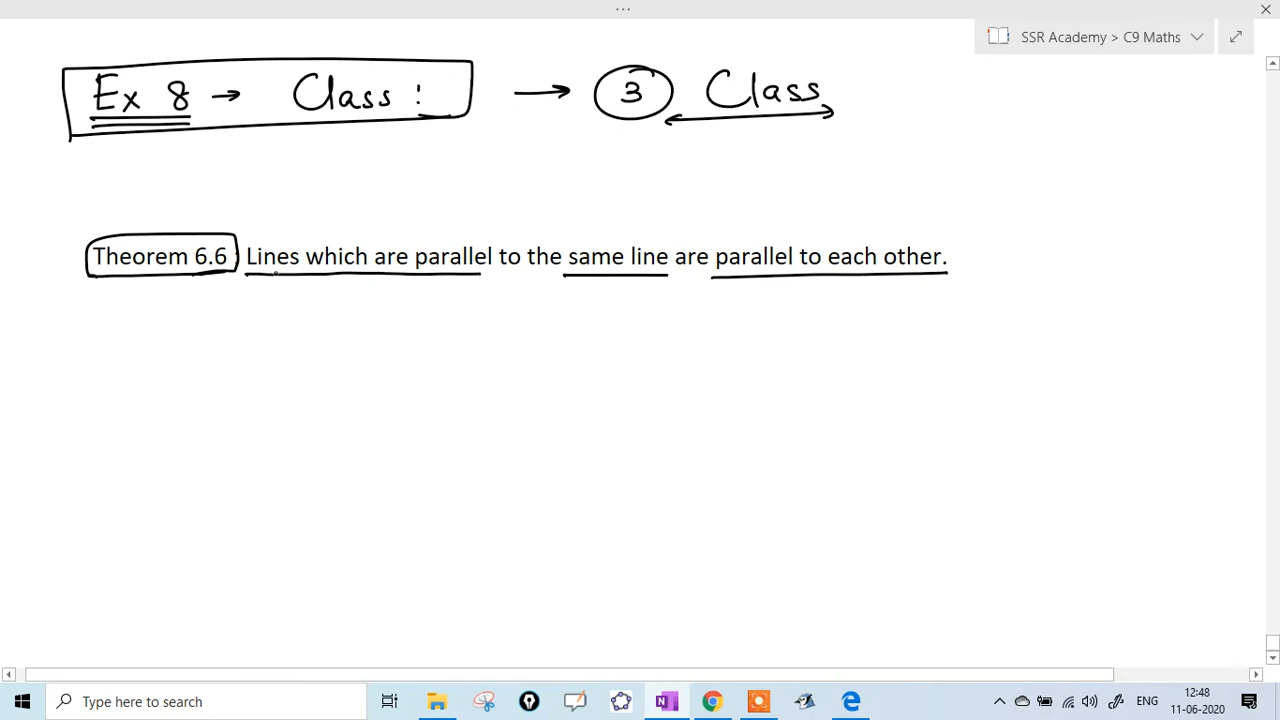 ...
SSR Academy > C9 Maths
Ex 8 → Class : → 3 Class
Theorem 6.6 Lines which are parallel to the same line are parallel to each other.
Type here to search
ENG
12:48
11-06-2020